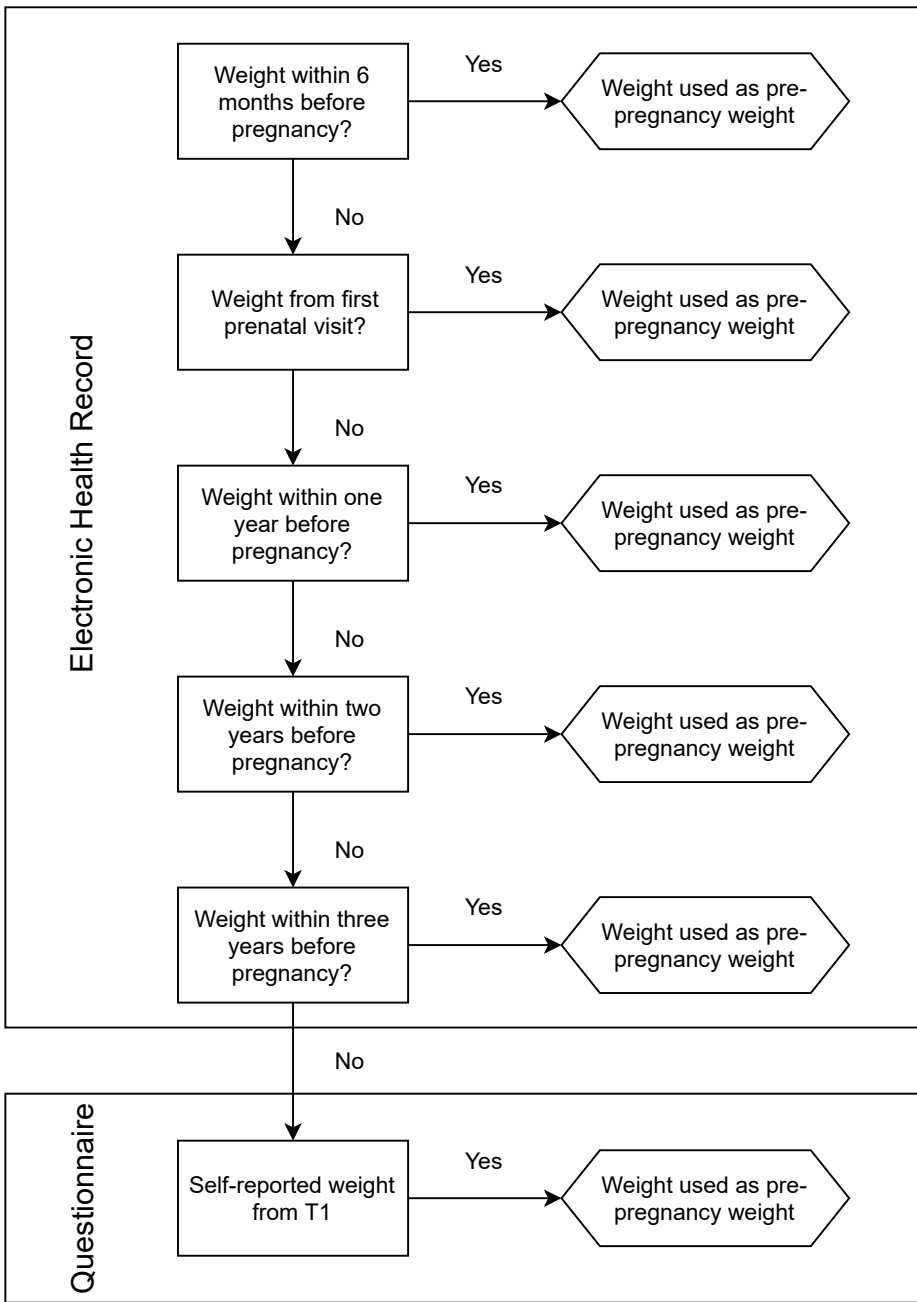 Electronic Health Record
Weight within 6
months before
pregnancy?
Yes
Weight used as pre-
pregnancy weight
No
Weight from first
prenatal visit?
Yes
Weight used as pre-
pregnancy weight
No
Weight within one
year before
pregnancy?
Yes
Weight used as pre-
pregnancy weight
No
Weight within two
years before
pregnancy?
Yes
Weight used as pre-
pregnancy weight
No
Weight within three
years before
pregnancy?
Yes
Weight used as pre-
pregnancy weight
No
Questionnaire
Self-reported weight
from T1
Yes
Weight used as pre-
pregnancy weight